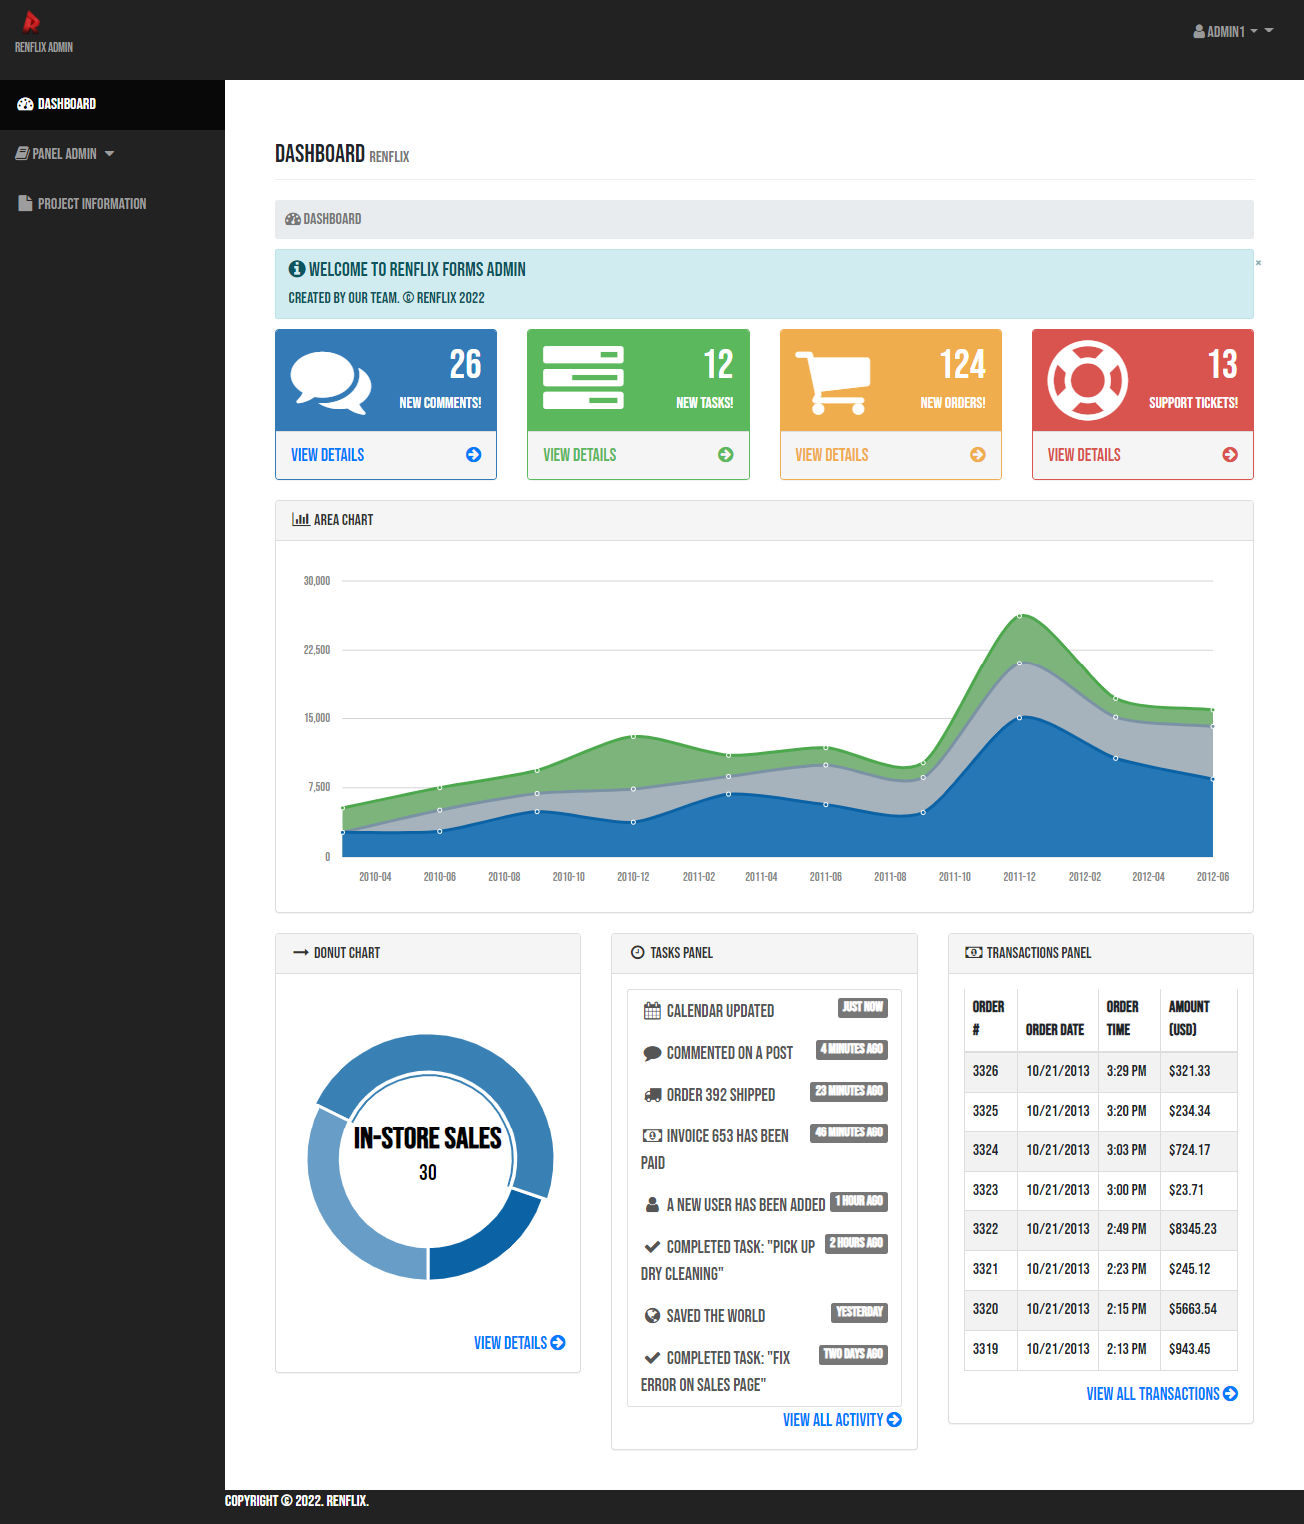 RENFLIX ADMIN
ADMIN1
DASHBOARD
PANEL ADMIN
PROJECT INFORMATION
DASHBOARD RENFLIX
DASHBOARD
WELCOME TO RENFLIX FORMS ADMIN
×
CREATED BY OUR TEAM. © RENFLIX 2022
26
NEW COMMENTS!
VIEW DETAILS
12
NEW TASKS!
VIEW DETAILS
124
NEW ORDERS!
VIEW DETAILS
13
SUPPORT TICKETS!
VIEW DETAILS
AREA CHART
30,000
22,500
15,000
7,500
0
2010-04 2010-06 2010-08 2010-10 2010-12 2011-02 2011-04 2011-06 2011-08 2011-10 2011-12 2012-02 2012-04 2012-06
DONUT CHART
IN-STORE SALES
30
VIEW DETAILS
TASKS PANEL
CALENDAR UPDATED JUST NOW
COMMENTED ON A POST 4 MINUTES AGO
ORDER 392 SHIPPED 23 MINUTES AGO
INVOICE 653 HAS BEEN 46 MINUTES AGO
PAID
A NEW USER HAS BEEN ADDED 1 HOUR AGO
COMPLETED TASK: "PICK UP 2 HOURS AGO
DRY CLEANING"
SAVED THE WORLD YESTERDAY
COMPLETED TASK: "FIX TWO DAYS AGO
ERROR ON SALES PAGE"
VIEW ALL ACTIVITY
TRANSACTIONS PANEL
ORDER ORDER AMOUNT
# ORDER DATE TIME (USD)
3326 10/21/2013 3:29 PM $321.33
3325 10/21/2013 3:20 PM $234.34
3324 10/21/2013 3:03 PM $724.17
3323 10/21/2013 3:00 PM $23.71
3322 10/21/2013 2:49 PM $8345.23
3321 10/21/2013 2:23 PM $245.12
3320 10/21/2013 2:15 PM $5663.54
3319 10/21/2013 2:13 PM $943.45
VIEW ALL TRANSACTIONS
COPYRIGHT © 2022. RENFLIX.